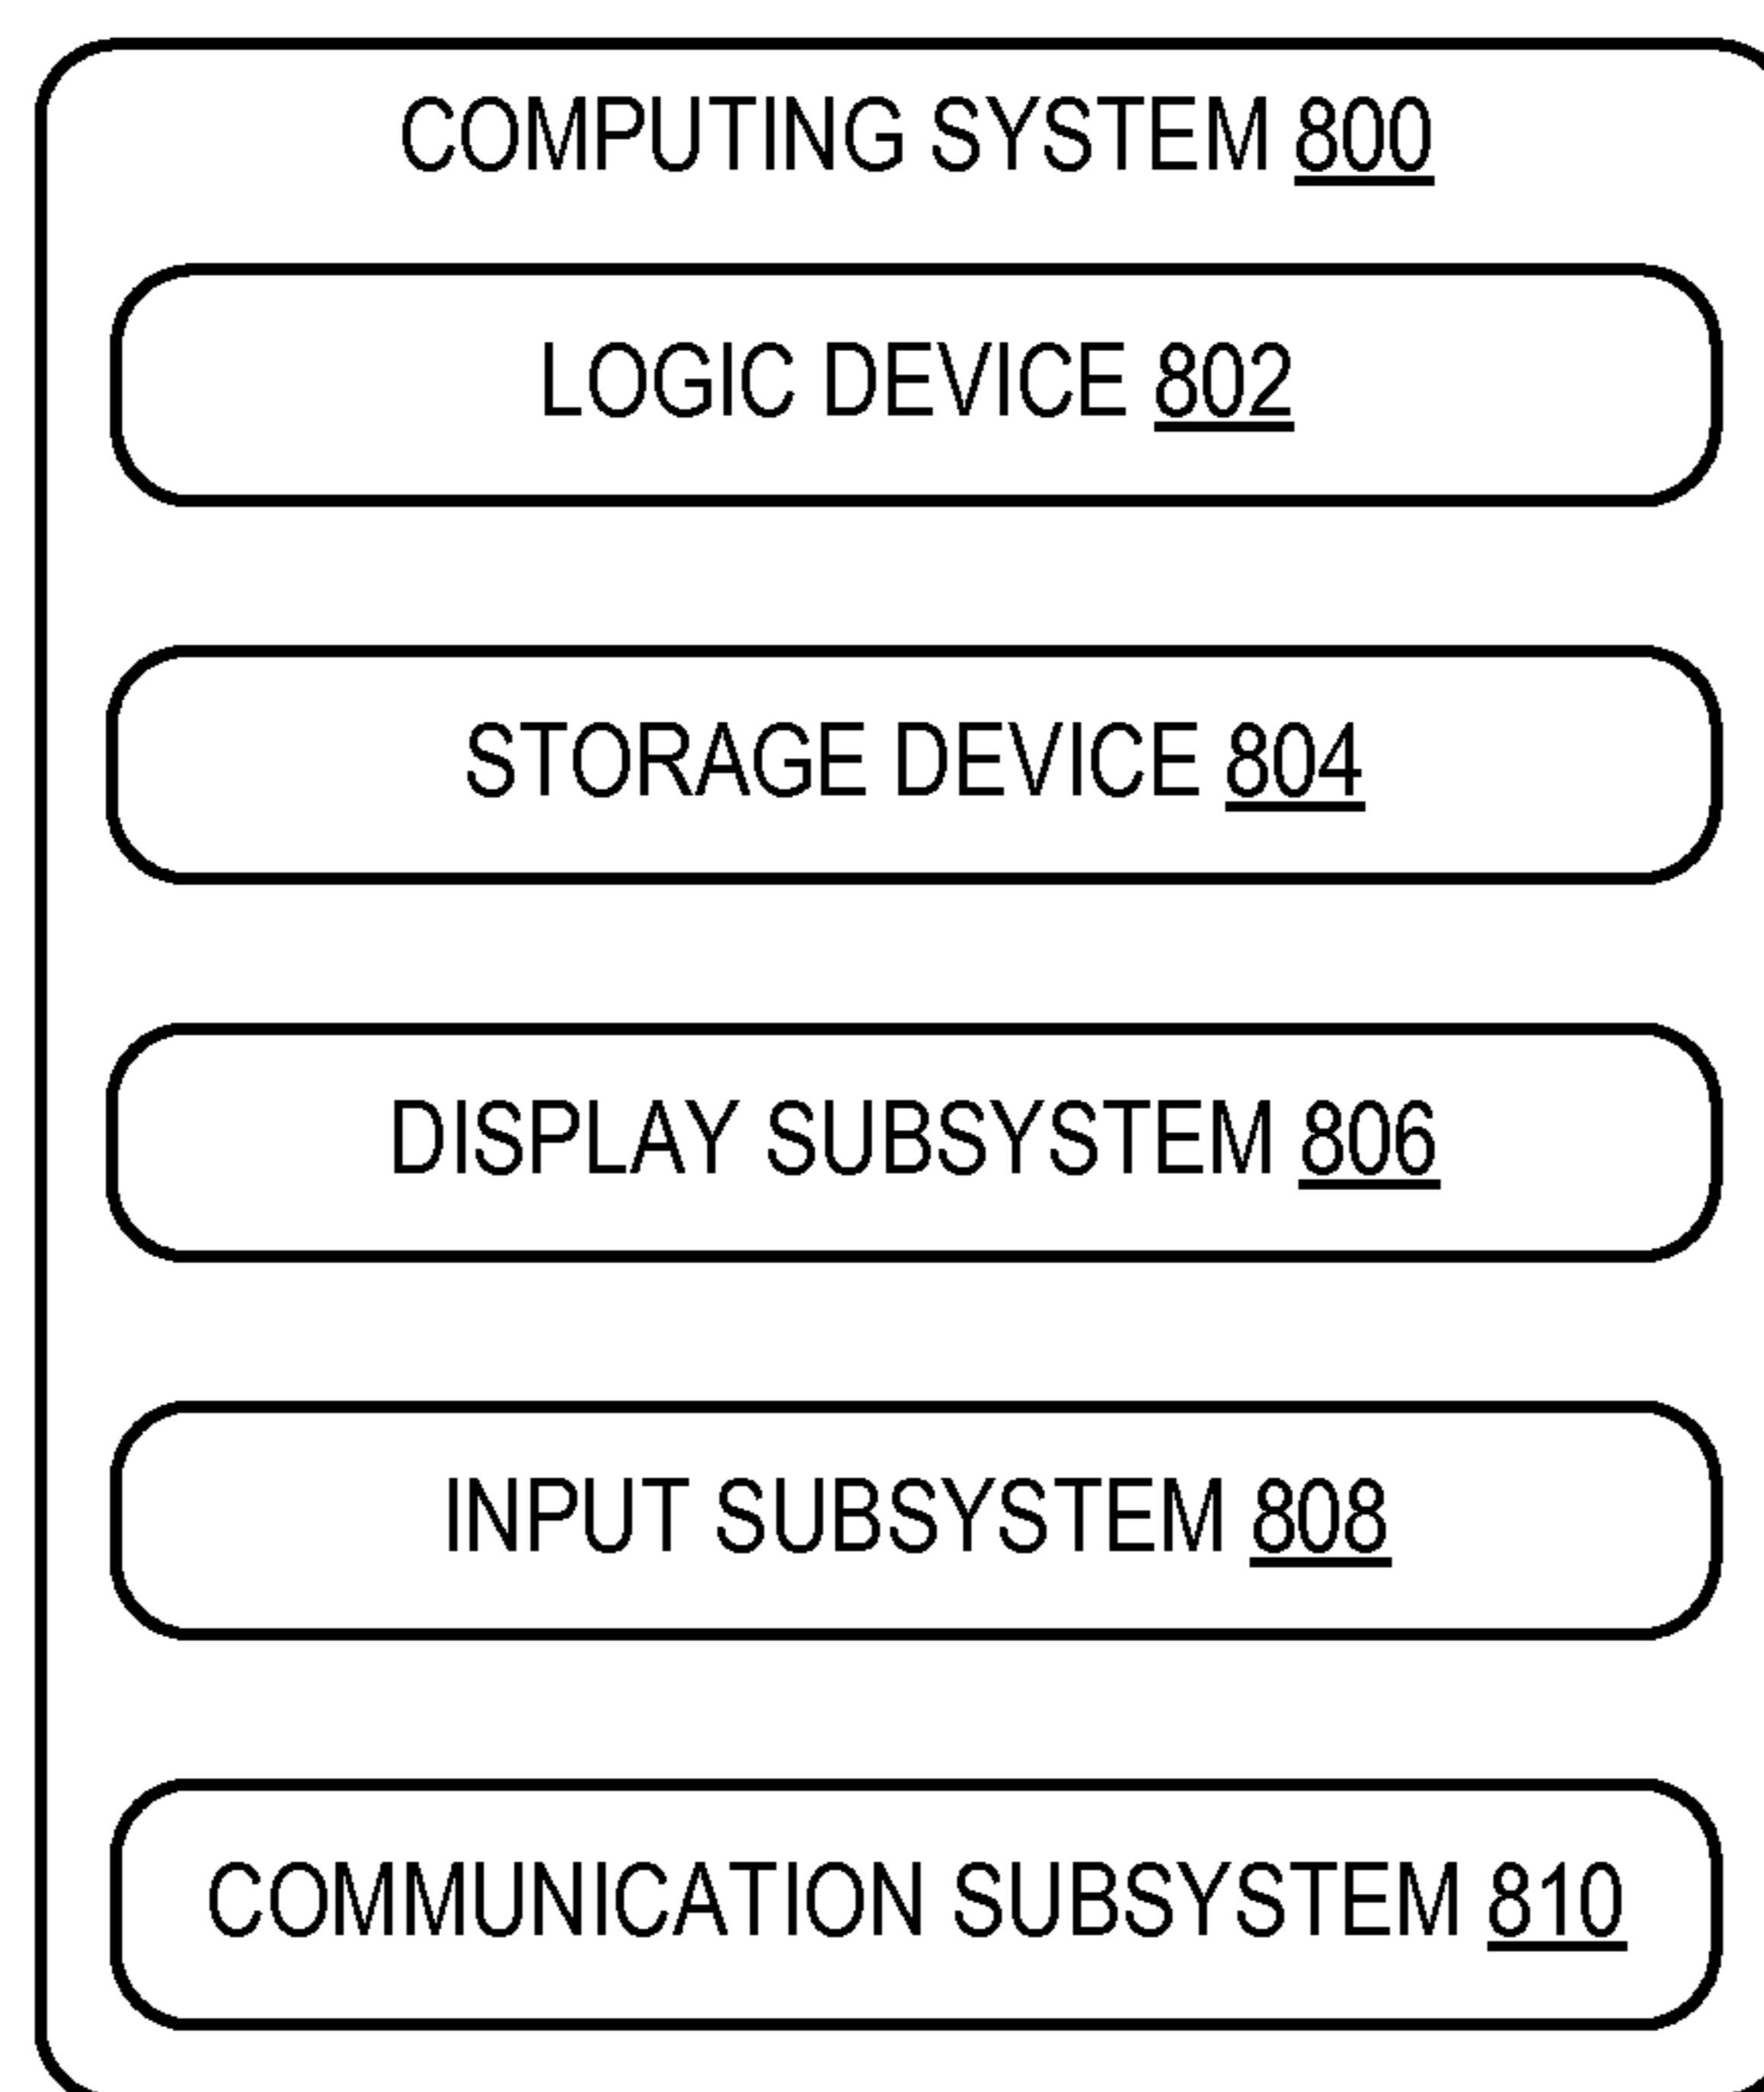 COMPUTING SYSTEM 800
LOGIC DEVICE 802
STORAGE DEVICE 804
DISPLAY SUBSYSTEM 806
INPUT SUBSYSTEM 808
COMMUNICATION SUBSYSTEM 810